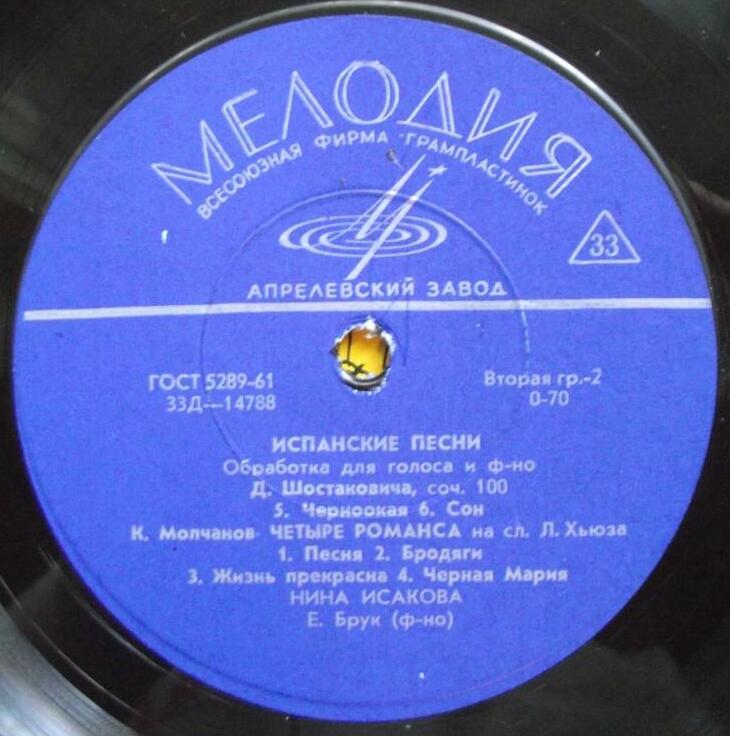 МЕЛОДИЯ
ВСЕСОЮЗНАЯ ФИРМА ГРАМПЛАСТИНОК
33
АПРЕЛЕВСКИЙ ЗАВОД
ГОСТ 5289-61
33Д—14788
Вторая гр.-2
0-70
ИСПАНСКИЕ ПЕСНИ
Обработка для голоса и ф-но
Д. Шостаковича, соч. 100
5. Черноокая 6. Сон
К. Молчанов· ЧЕТЫРЕ РОМАНСА на сл. Л. Хьюза
1. Песня 2. Бродяги
3. Жизнь прекрасна 4. Черная Мария
НИНА ИСАКОВА
Е. Брук (ф-но)